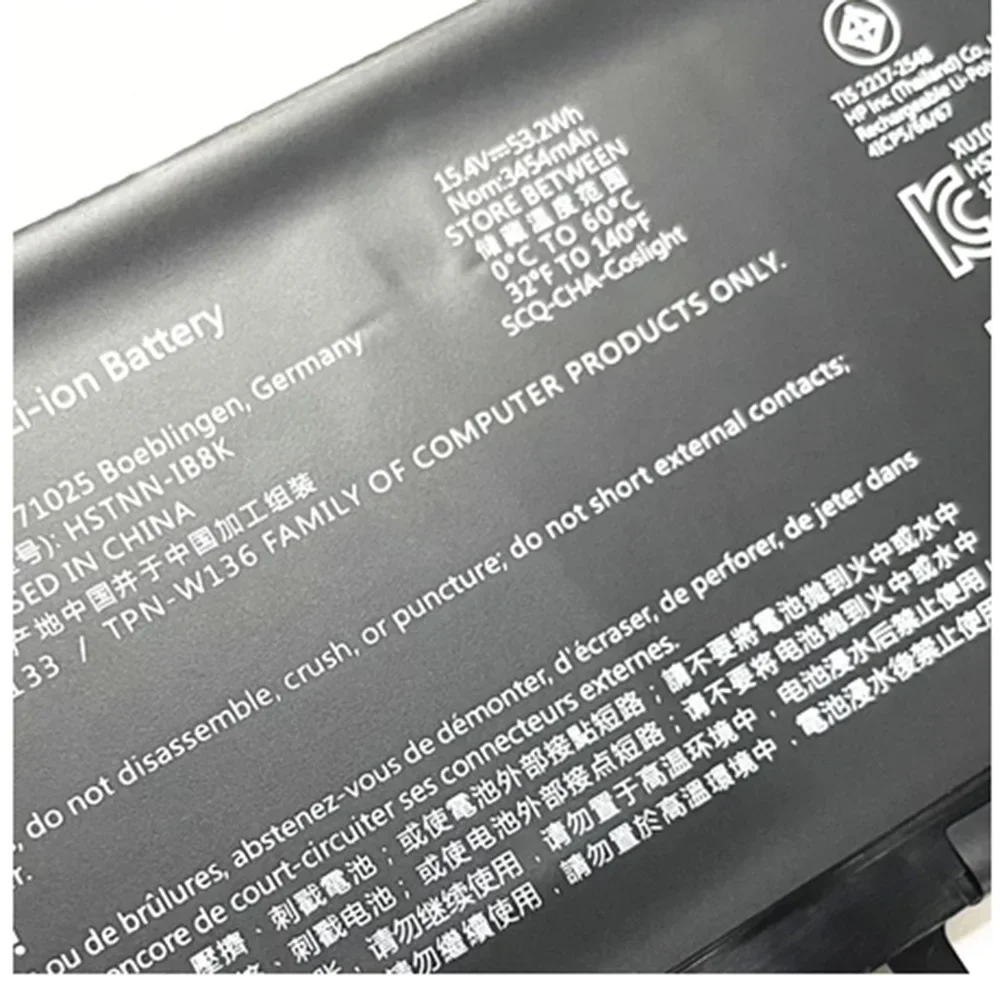 TIS 2217-2548
HP Inc (Thailand) Co.,
Rechargeable Li-Pol
4ICP5/66/67
XU10
HST
15.4V⎓53.2Wh
Nom:3454mAh
STORE BETWEEN
储藏温度范围
0°C TO 60°C
32°F TO 140°F
SCQ-CHA-Coslight
Li-ion Battery
71025 Boeblingen, Germany
号): HSTNN-IB8K
SED IN CHINA
产地中国并于中国加工组装
133 / TPN-W136 FAMILY OF COMPUTER PRODUCTS ONLY.
, do not disassemble, crush, or puncture; do not short external contacts;
r.
ou de brûlures, abstenez-vous de démonter, d'écraser, de perforer, de jeter dans
encore de court-circuiter ses connecteurs externes.
壓擠，刺戳電池；或使電池外部接點短路；請不要將電池拋到火中或水中
刺戳电池；或使电池外部接点短路；请不要将电池抛到火中或水中
请勿继续使用，请勿置于高温环境中，电池浸水后禁止使用
請勿繼續使用，請勿置於高溫環境中，電池浸水後禁止使用